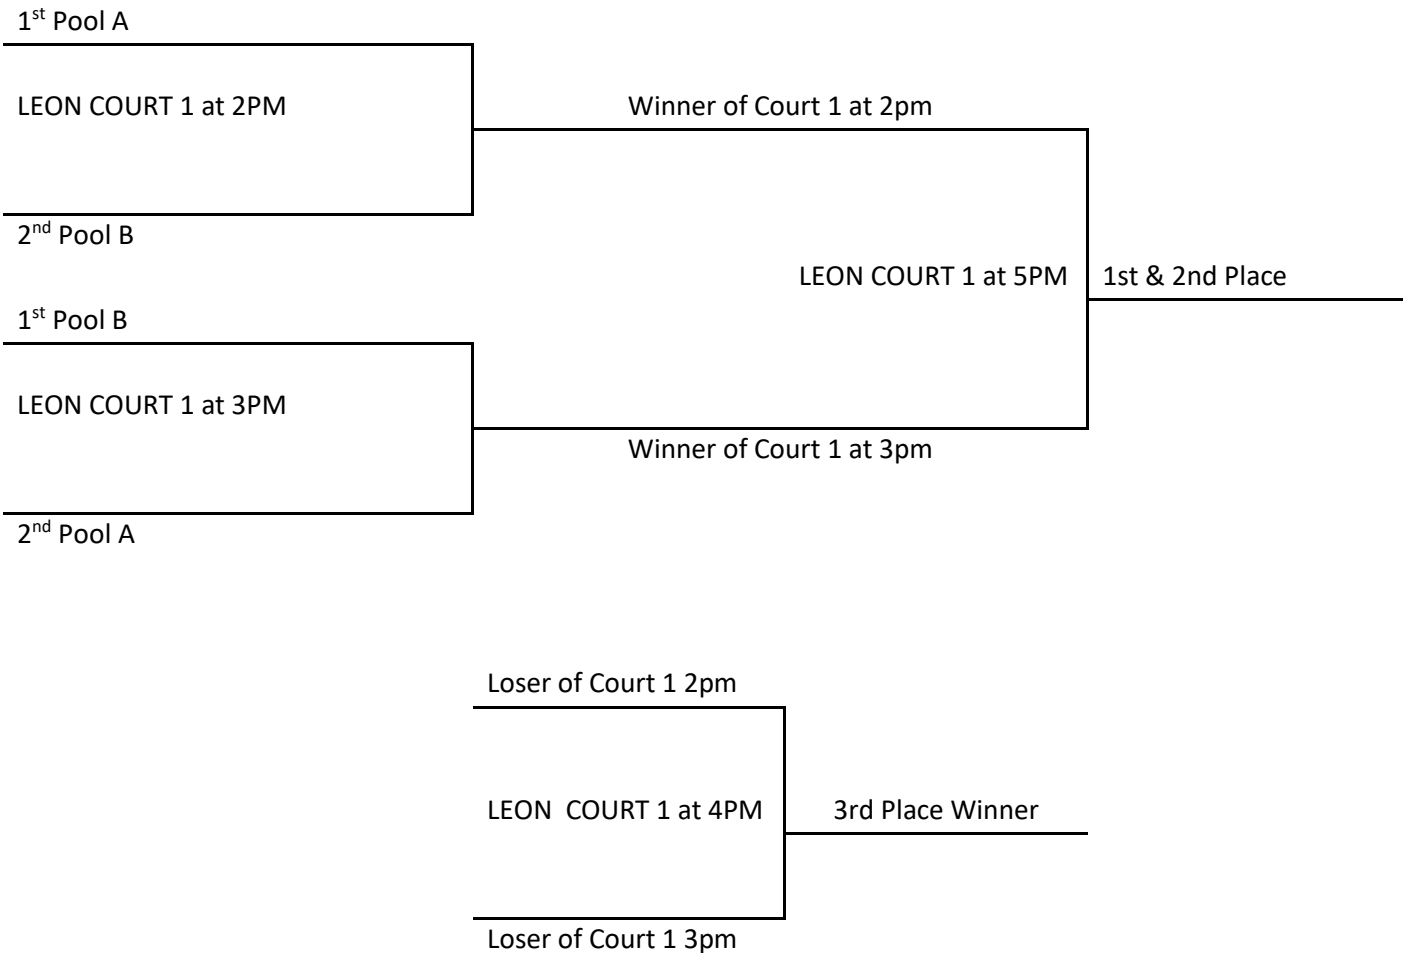 1st Pool A
LEON COURT 1 at 2PM
Winner of Court 1 at 2pm
2nd Pool B
LEON COURT 1 at 5PM
1st & 2nd Place
1st Pool B
LEON COURT 1 at 3PM
Winner of Court 1 at 3pm
2nd Pool A
Loser of Court 1 2pm
LEON  COURT 1 at 4PM
3rd Place Winner
Loser of Court 1 3pm